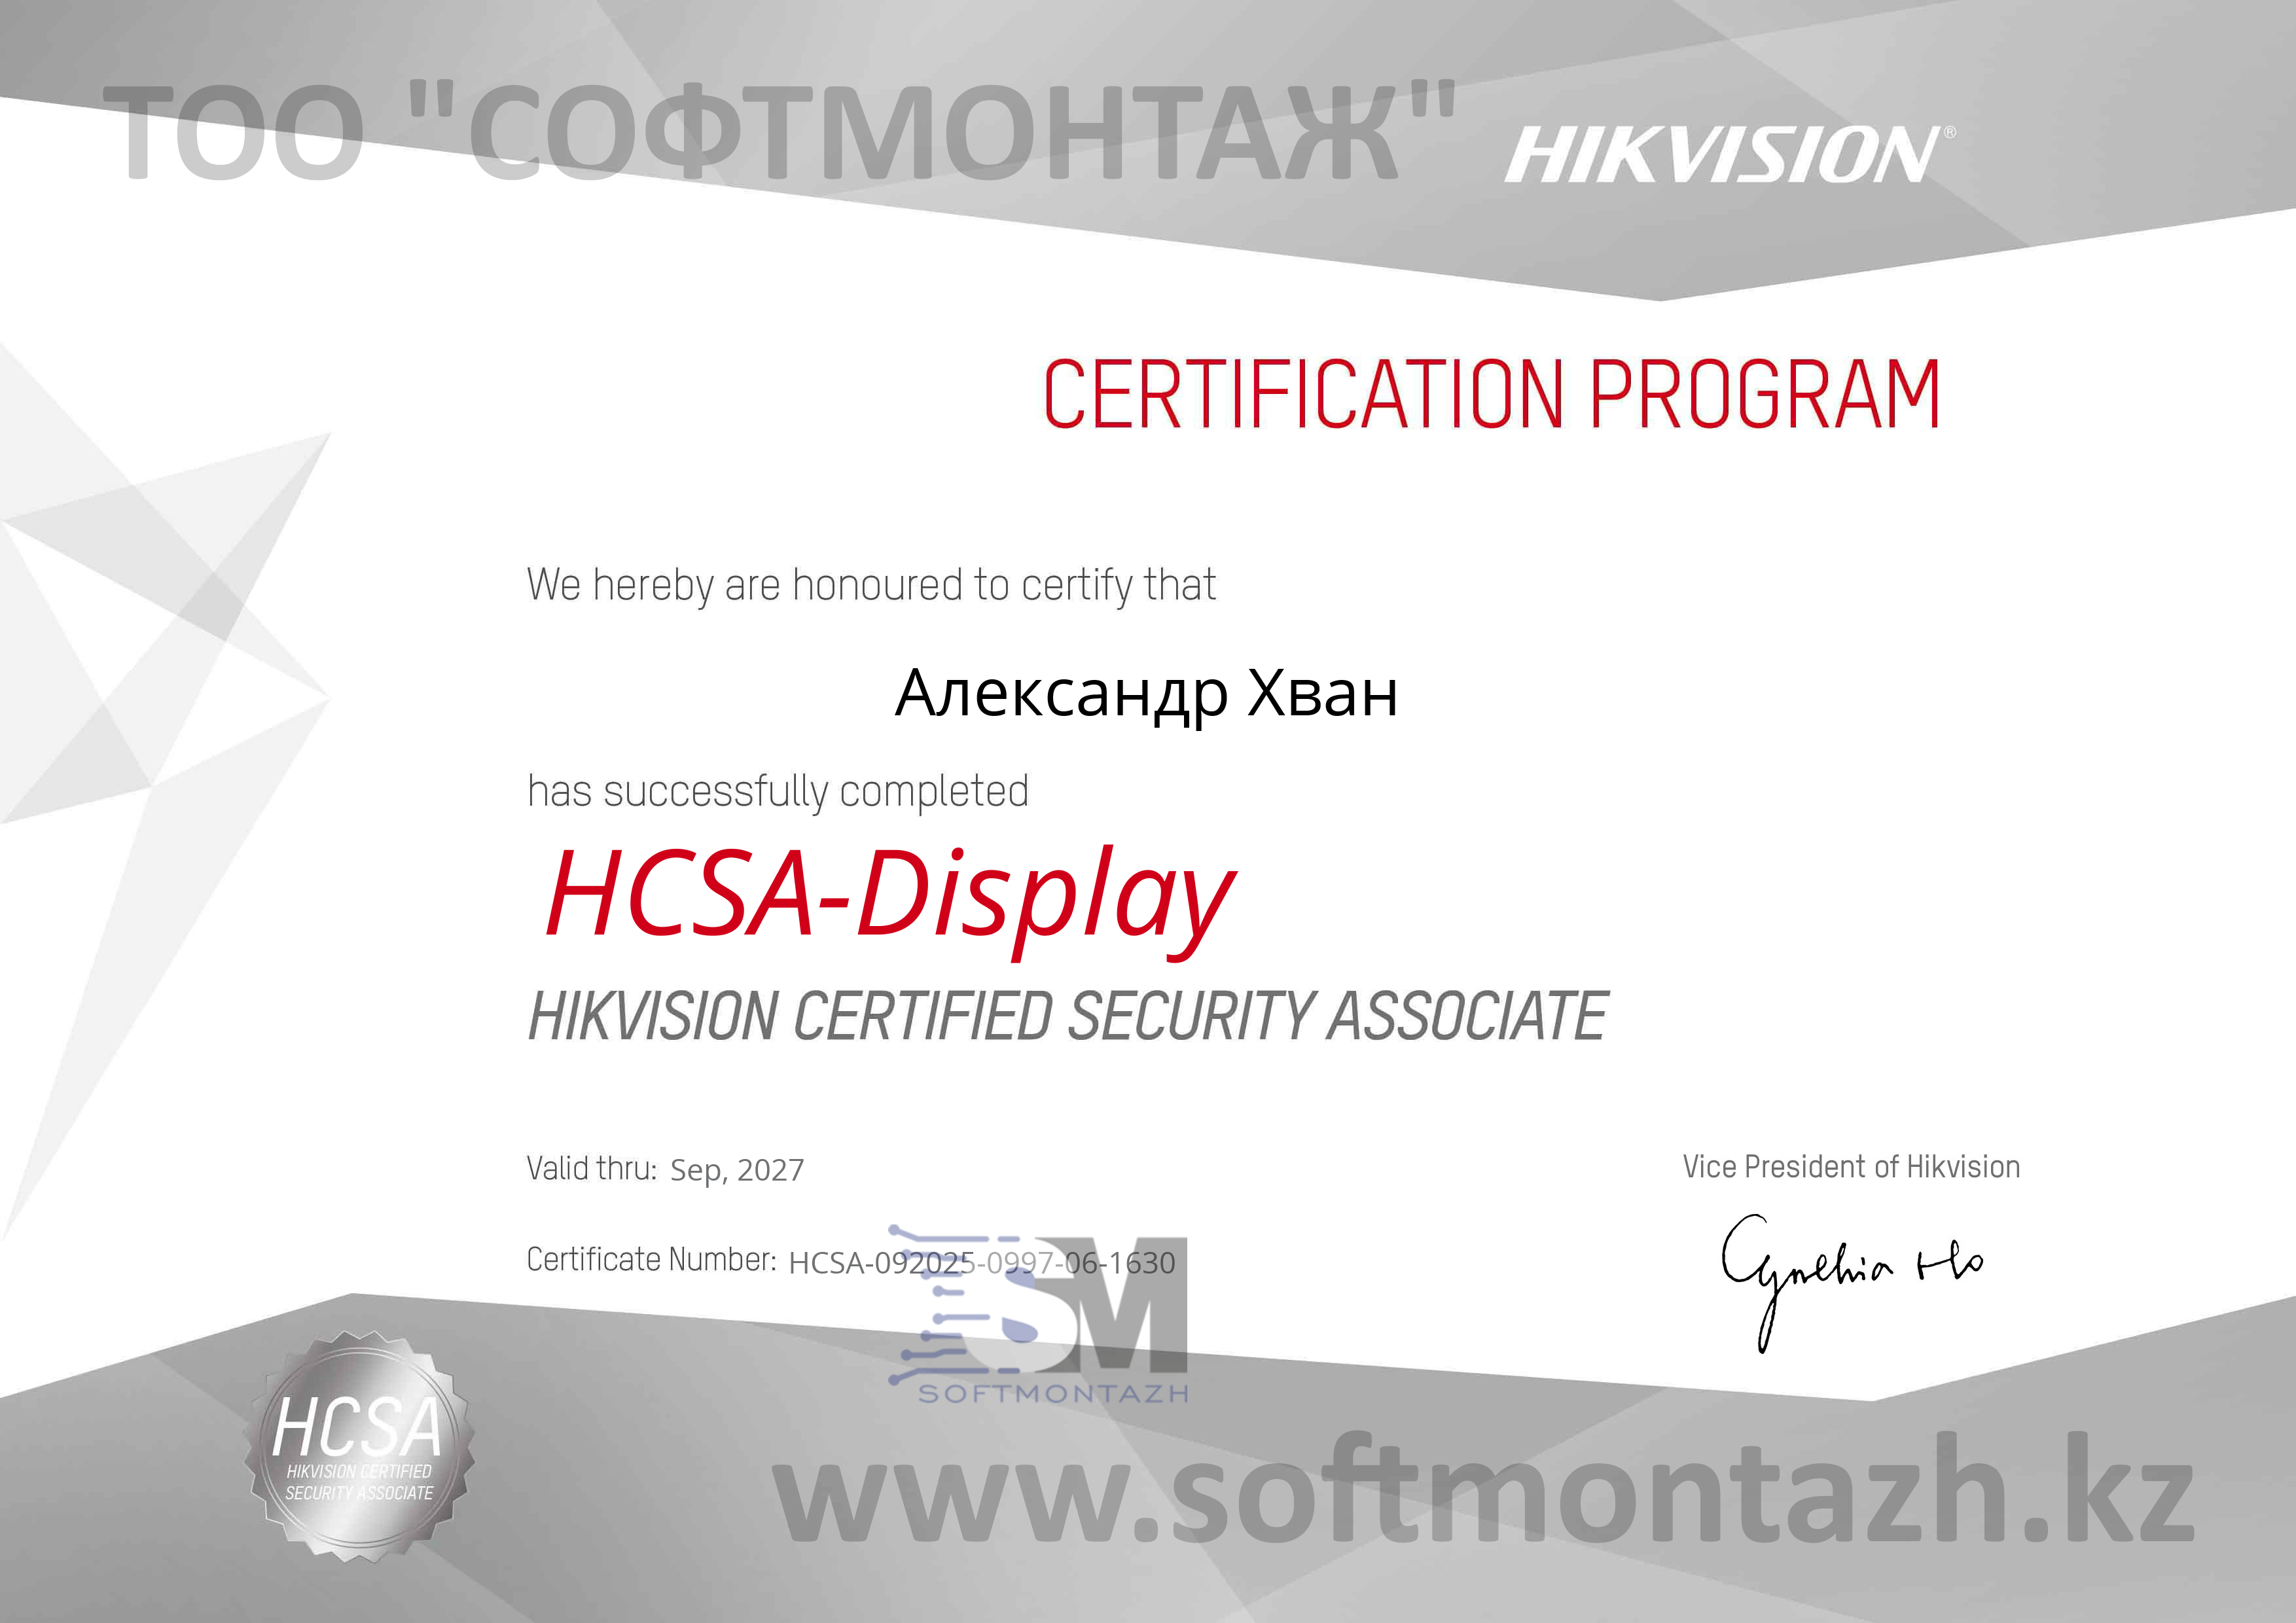 ТОО "СОФТМОНТАЖ"
HIKVISION®
CERTIFICATION PROGRAM
We hereby are honoured to certify that
Александр Хван
has successfully completed
HCSA-Display
HIKVISION CERTIFIED SECURITY ASSOCIATE
Valid thru: Sep, 2027
Vice President of Hikvision
Cynthia Ho
Certificate Number: HCSA-092025-0997-06-1630
SM
SOFTMONTAZH
HCSA
HIKVISION CERTIFIED
SECURITY ASSOCIATE
www.softmontazh.kz